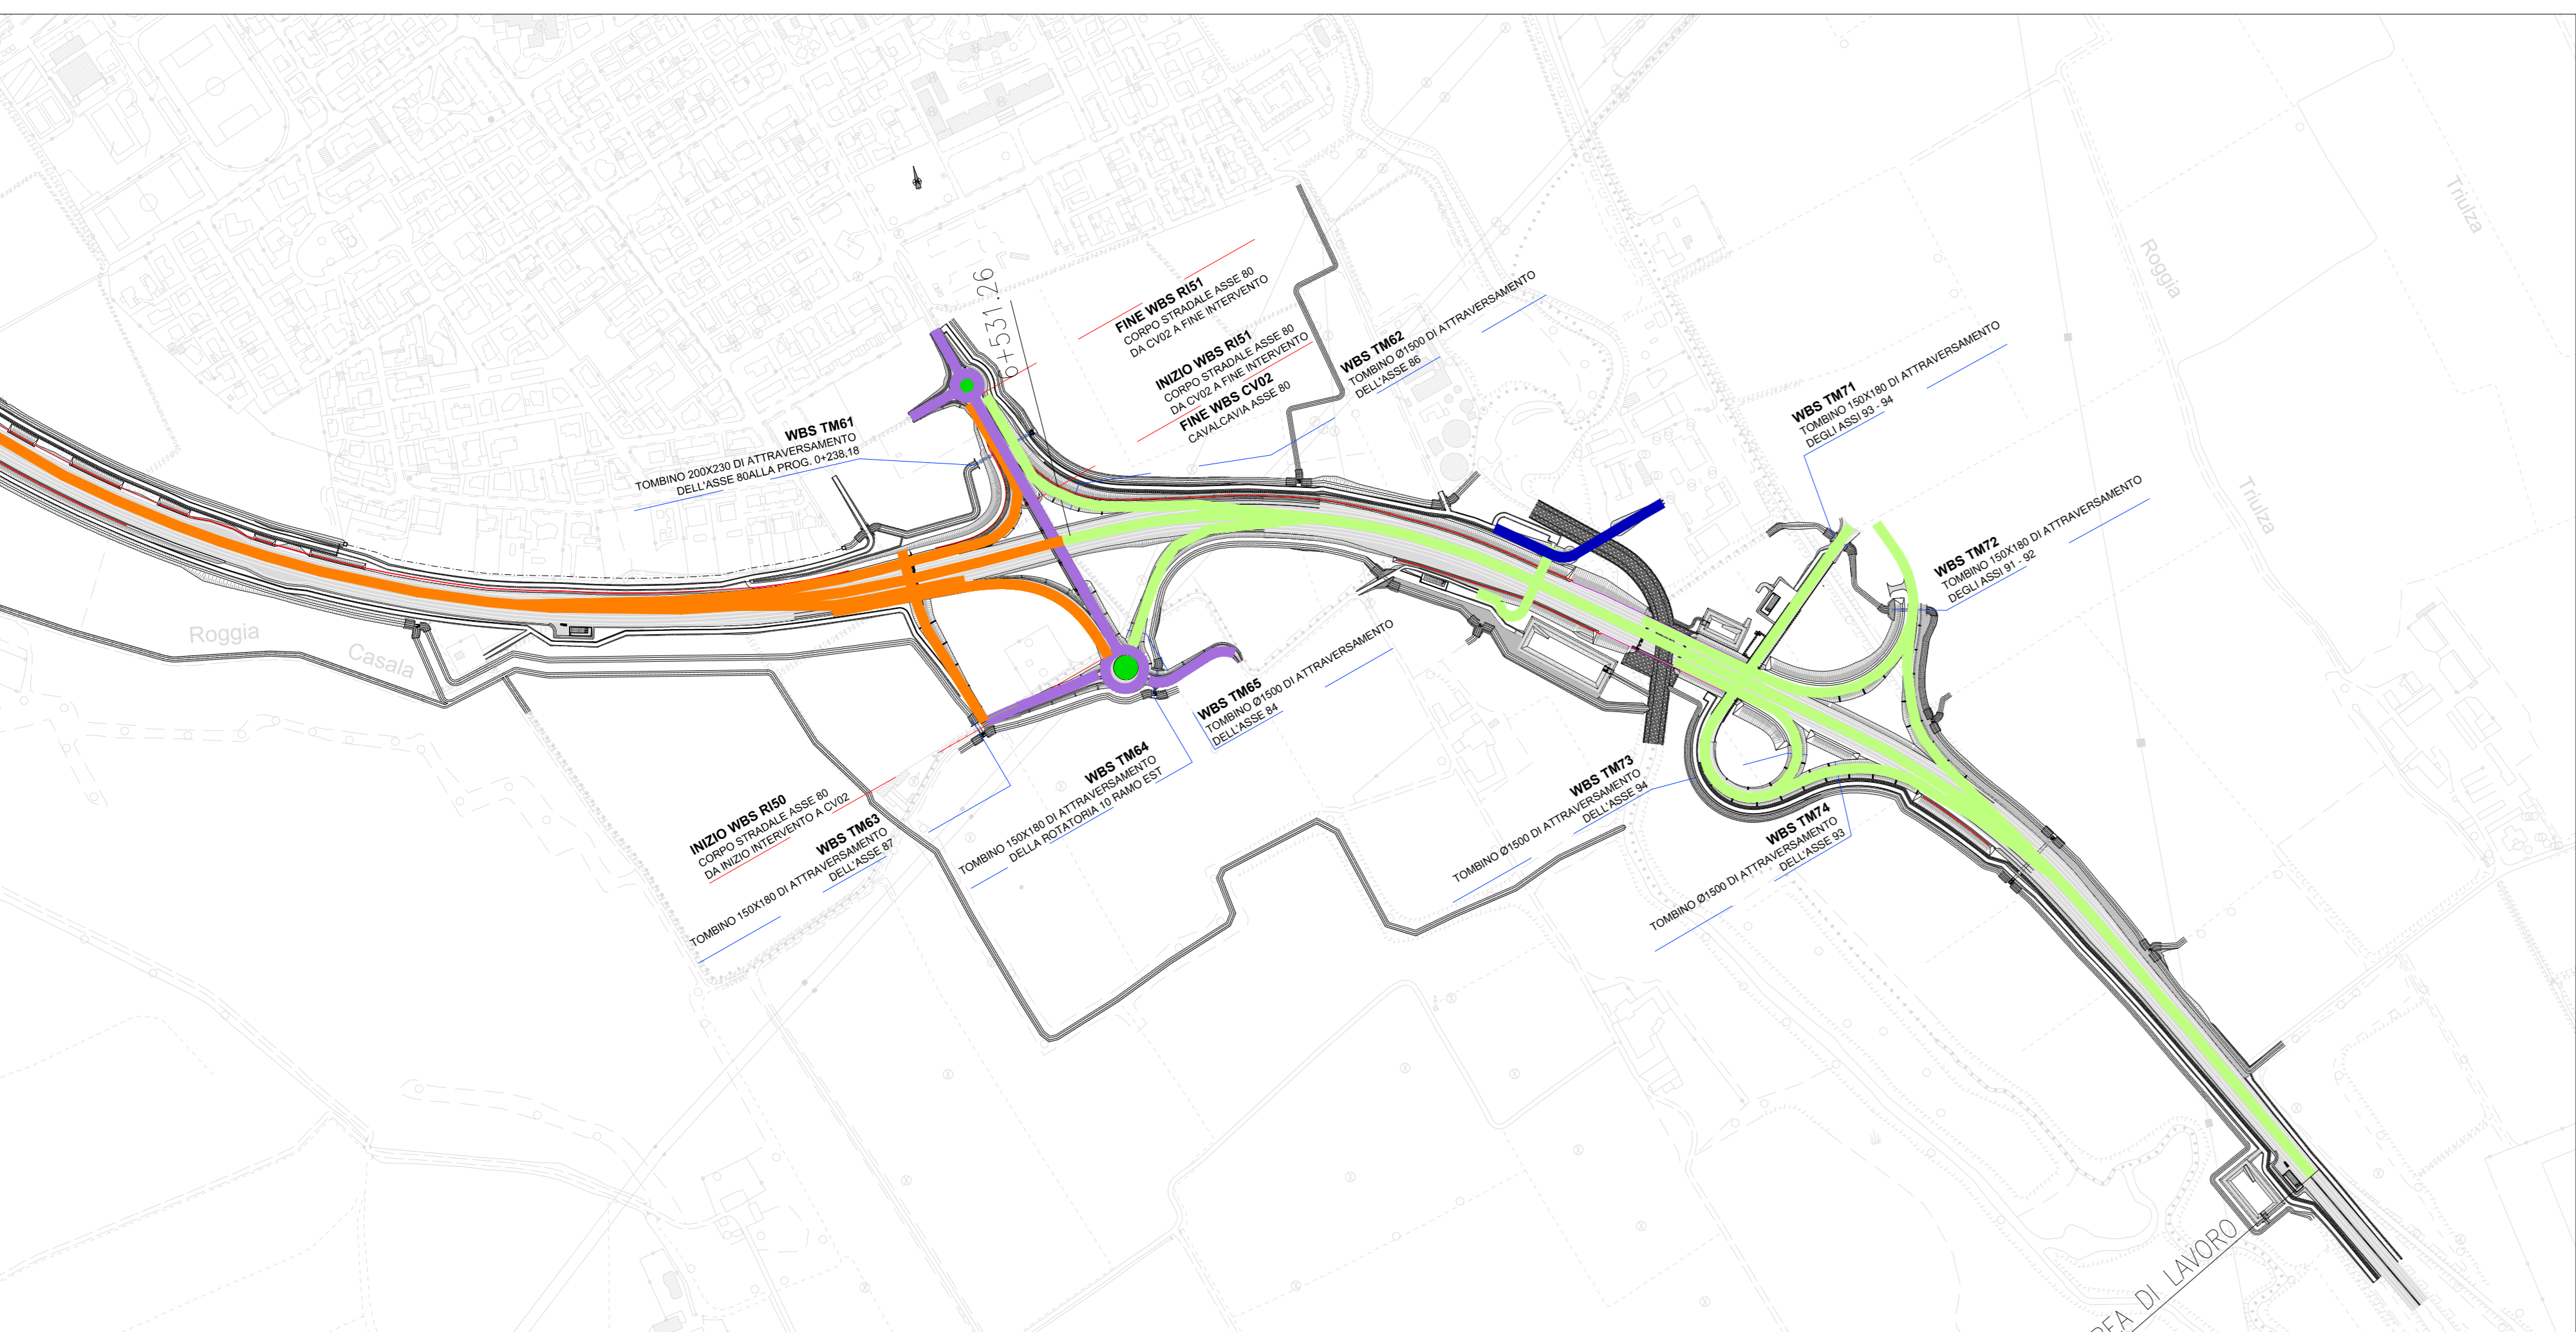 Triulza
Roggia
Triulza
6+531.26
FINE WBS RI51
CORPO STRADALE ASSE 80
DA CV02 A FINE INTERVENTO
INIZIO WBS RI51
CORPO STRADALE ASSE 80
DA CV02 A FINE INTERVENTO
FINE WBS CV02
CAVALCAVIA ASSE 80
WBS TM62
TOMBINO Ø1500 DI ATTRAVERSAMENTO
DELL'ASSE 86
WBS TM71
TOMBINO 150X180 DI ATTRAVERSAMENTO
DEGLI ASSI 93 - 94
WBS TM61
TOMBINO 200X230 DI ATTRAVERSAMENTO
DELL'ASSE 80ALLA PROG. 0+238,18
WBS TM72
TOMBINO 150X180 DI ATTRAVERSAMENTO
DEGLI ASSI 91 - 92
Roggia
Casala
WBS TM65
TOMBINO Ø1500 DI ATTRAVERSAMENTO
DELL'ASSE 84
INIZIO WBS RI50
CORPO STRADALE ASSE 80
DA INIZIO INTERVENTO A CV02
WBS TM63
TOMBINO 150X180 DI ATTRAVERSAMENTO
DELL'ASSE 87
WBS TM64
TOMBINO 150X180 DI ATTRAVERSAMENTO
DELLA ROTATORIA 10 RAMO EST
WBS TM73
TOMBINO Ø1500 DI ATTRAVERSAMENTO
DELL'ASSE 94
WBS TM74
TOMBINO Ø1500 DI ATTRAVERSAMENTO
DELL'ASSE 93
DI LAVORO